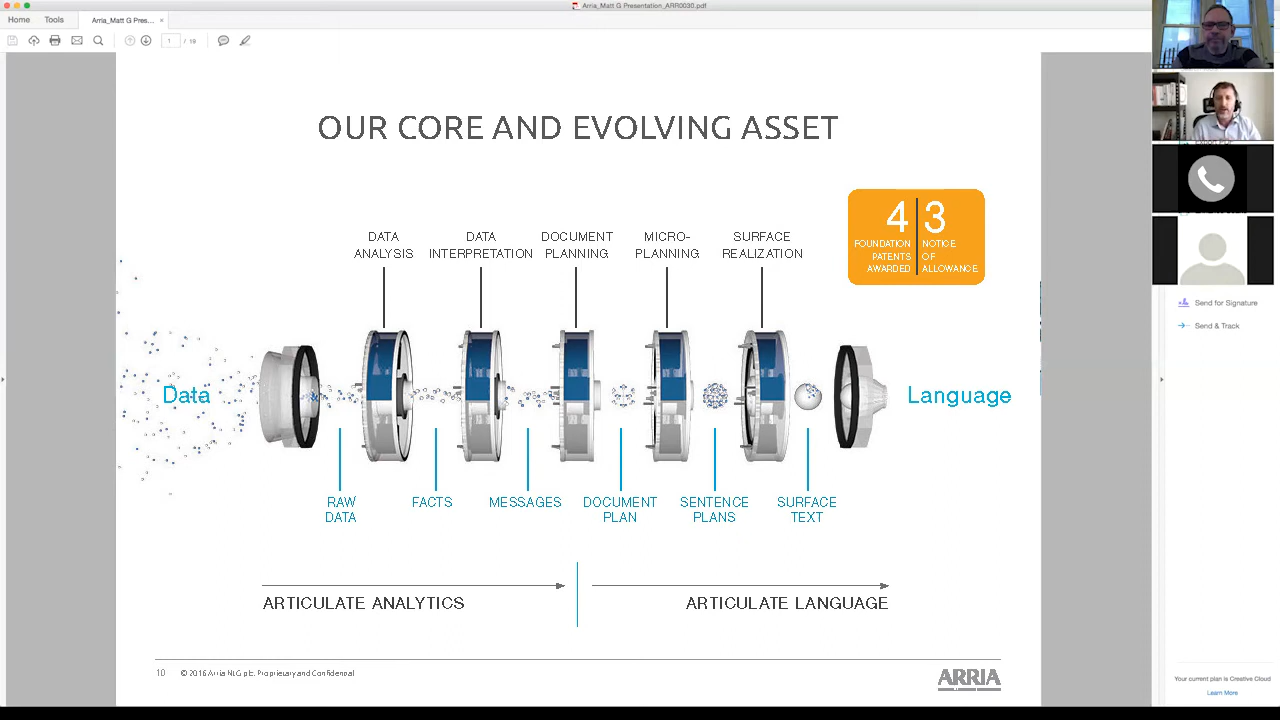 Arria_Matt G Presentation_ARR0030.pdf
Home Tools Arria_Matt G Pres... ×
1 / 19
OUR CORE AND EVOLVING ASSET
4 3
FOUNDATION PATENTS AWARDED
NOTICE OF ALLOWANCE
DATA ANALYSIS
DATA INTERPRETATION
DOCUMENT PLANNING
MICRO-PLANNING
SURFACE REALIZATION
Data
Language
RAW DATA
FACTS
MESSAGES
DOCUMENT PLAN
SENTENCE PLANS
SURFACE TEXT
ARTICULATE ANALYTICS
ARTICULATE LANGUAGE
10 © 2016 Arria NLG plc. Proprietary and Confidential
ARRIA
Export PDF
Send for Signature
Send & Track
Your current plan is Creative Cloud
Learn More